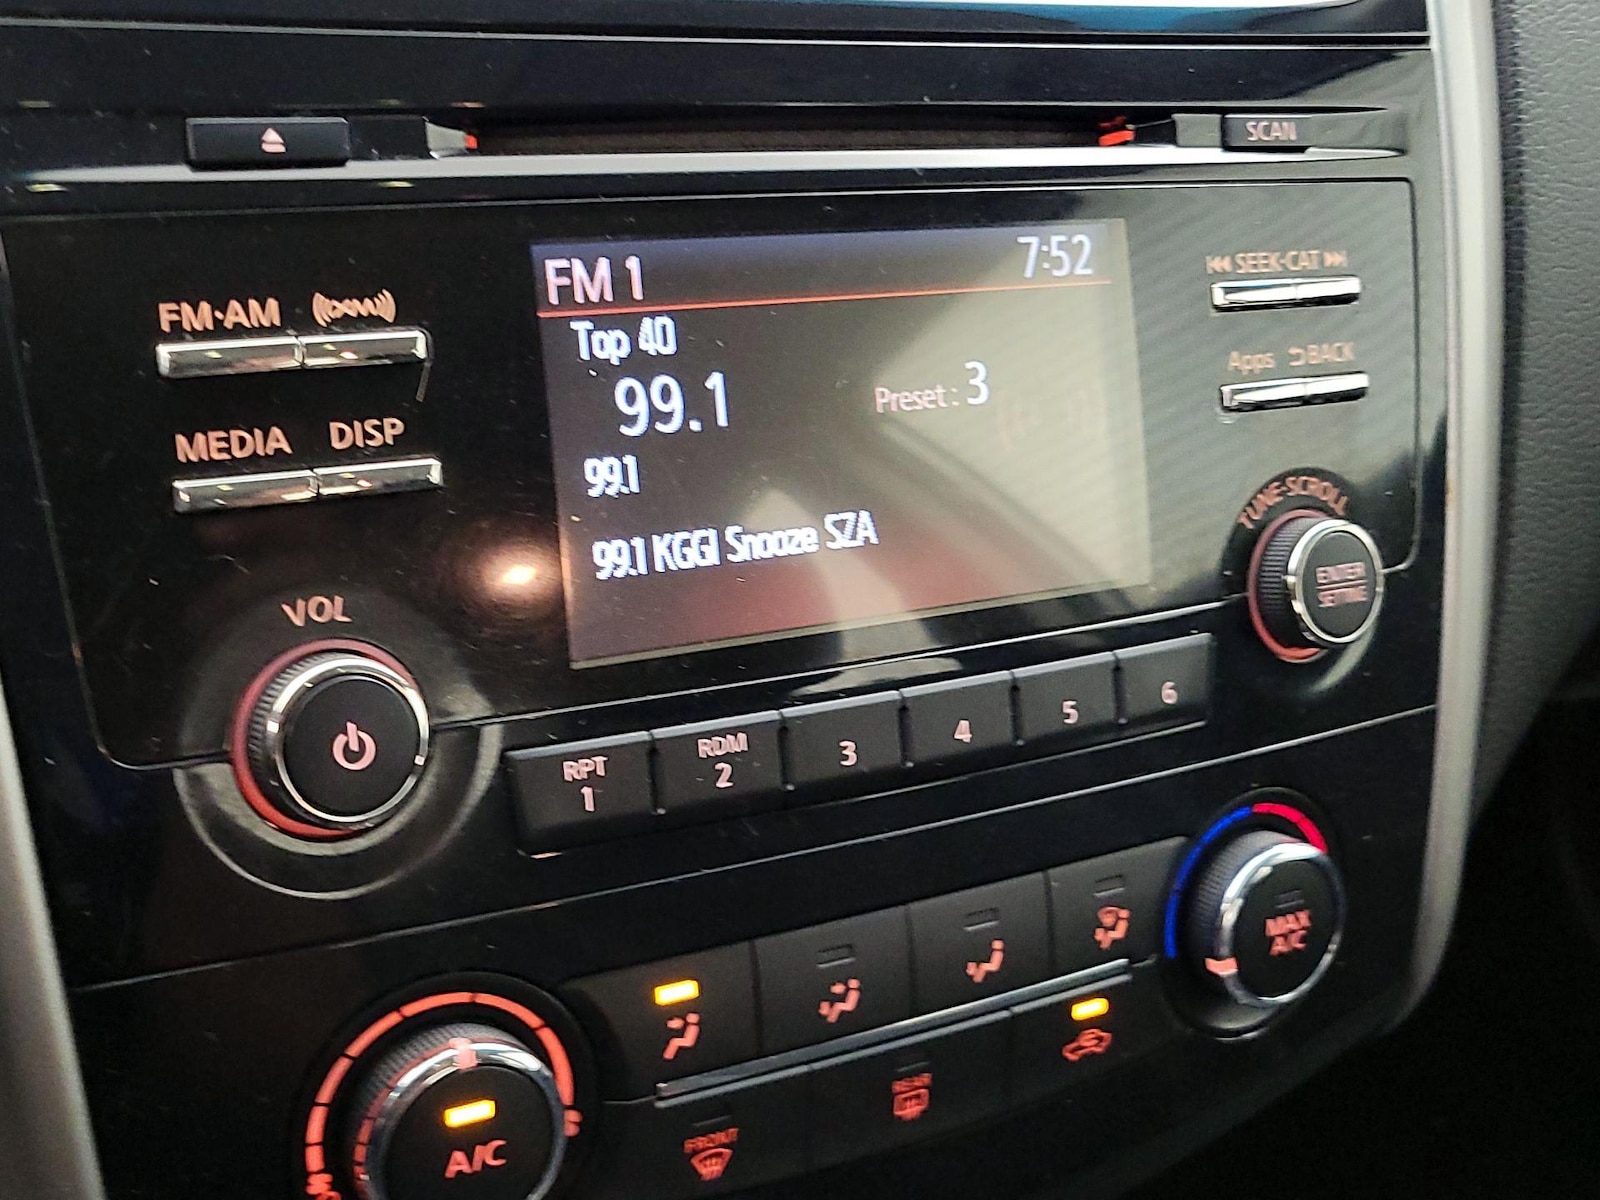 SCAN
FM 1 7:52
SEEK·CAT
FM·AM ((XM))
Top 40
99.1 Preset: 3
Apps BACK
MEDIA DISP
99.1
TUNE·SCROLL
99.1 KGGI Snooze SZA
ENTER
SETTING
VOL
RPT
1
RDM
2
3
4
5
6
MAX
A/C
REAR
FRONT
A/C